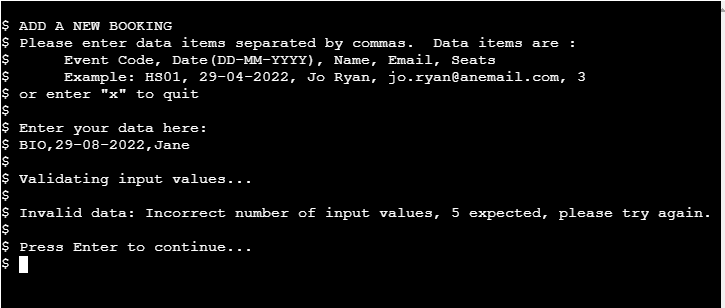 $ ADD A NEW BOOKING
$ Please enter data items separated by commas.  Data items are :
$      Event Code, Date(DD-MM-YYYY), Name, Email, Seats
$      Example: HS01, 29-04-2022, Jo Ryan, jo.ryan@anemail.com, 3
$ or enter "x" to quit
$
$ Enter your data here:
$ BIO,29-08-2022,Jane
$
$ Validating input values...
$
$ Invalid data: Incorrect number of input values, 5 expected, please try again.
$
$ Press Enter to continue...
$